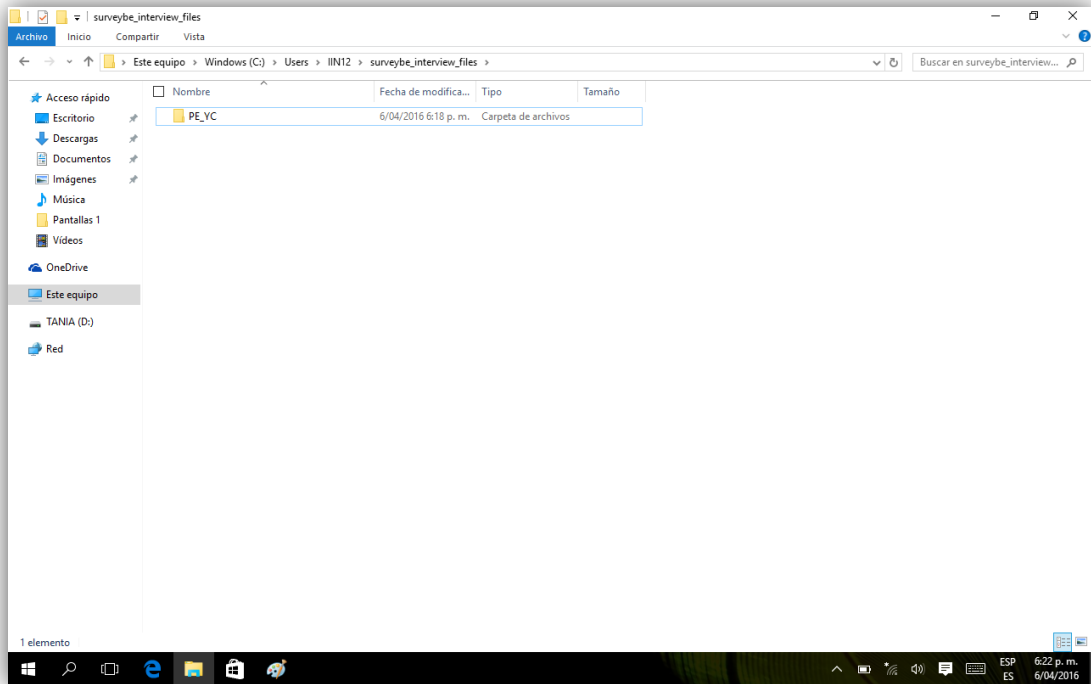 surveybe_interview_files
Archivo Inicio Compartir Vista
Este equipo > Windows (C:) > Users > IIN12 > surveybe_interview_files >
Buscar en surveybe_interview...
Acceso rápido
Escritorio
Descargas
Documentos
Imágenes
Música
Pantallas 1
Vídeos
OneDrive
Este equipo
TANIA (D:)
Red
Nombre Fecha de modifica... Tipo Tamaño
PE_YC 6/04/2016 6:18 p. m. Carpeta de archivos
1 elemento
ESP 6:22 p. m.
ES 6/04/2016